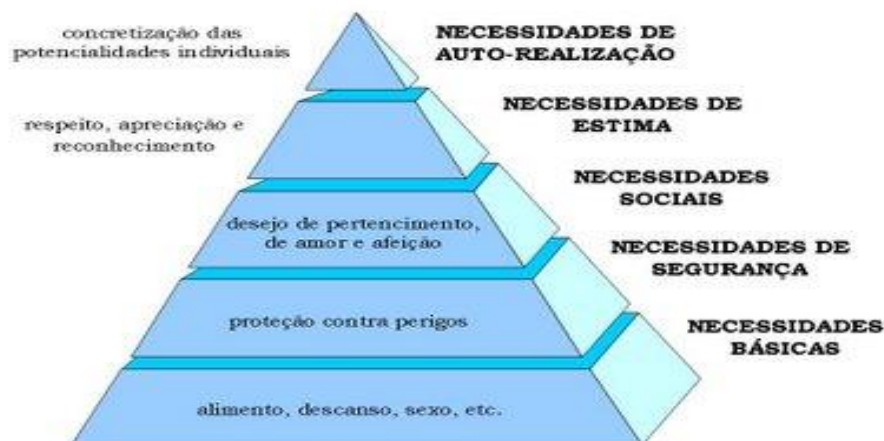 concretização das
potencialidades individuais
NECESSIDADES DE
AUTO-REALIZAÇÃO
respeito, apreciação e
reconhecimento
NECESSIDADES DE
ESTIMA
desejo de pertencimento,
de amor e afeição
NECESSIDADES
SOCIAIS
proteção contra perigos
NECESSIDADES DE
SEGURANÇA
alimento, descanso, sexo, etc.
NECESSIDADES
BÁSICAS